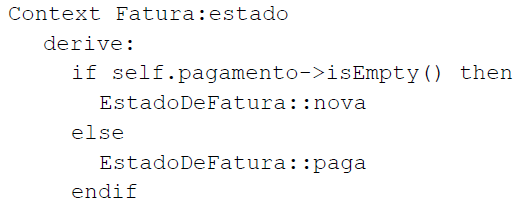 Context Fatura:estado
derive:
if self.pagamento->isEmpty() then
EstadoDeFatura::nova
else
EstadoDeFatura::paga
endif